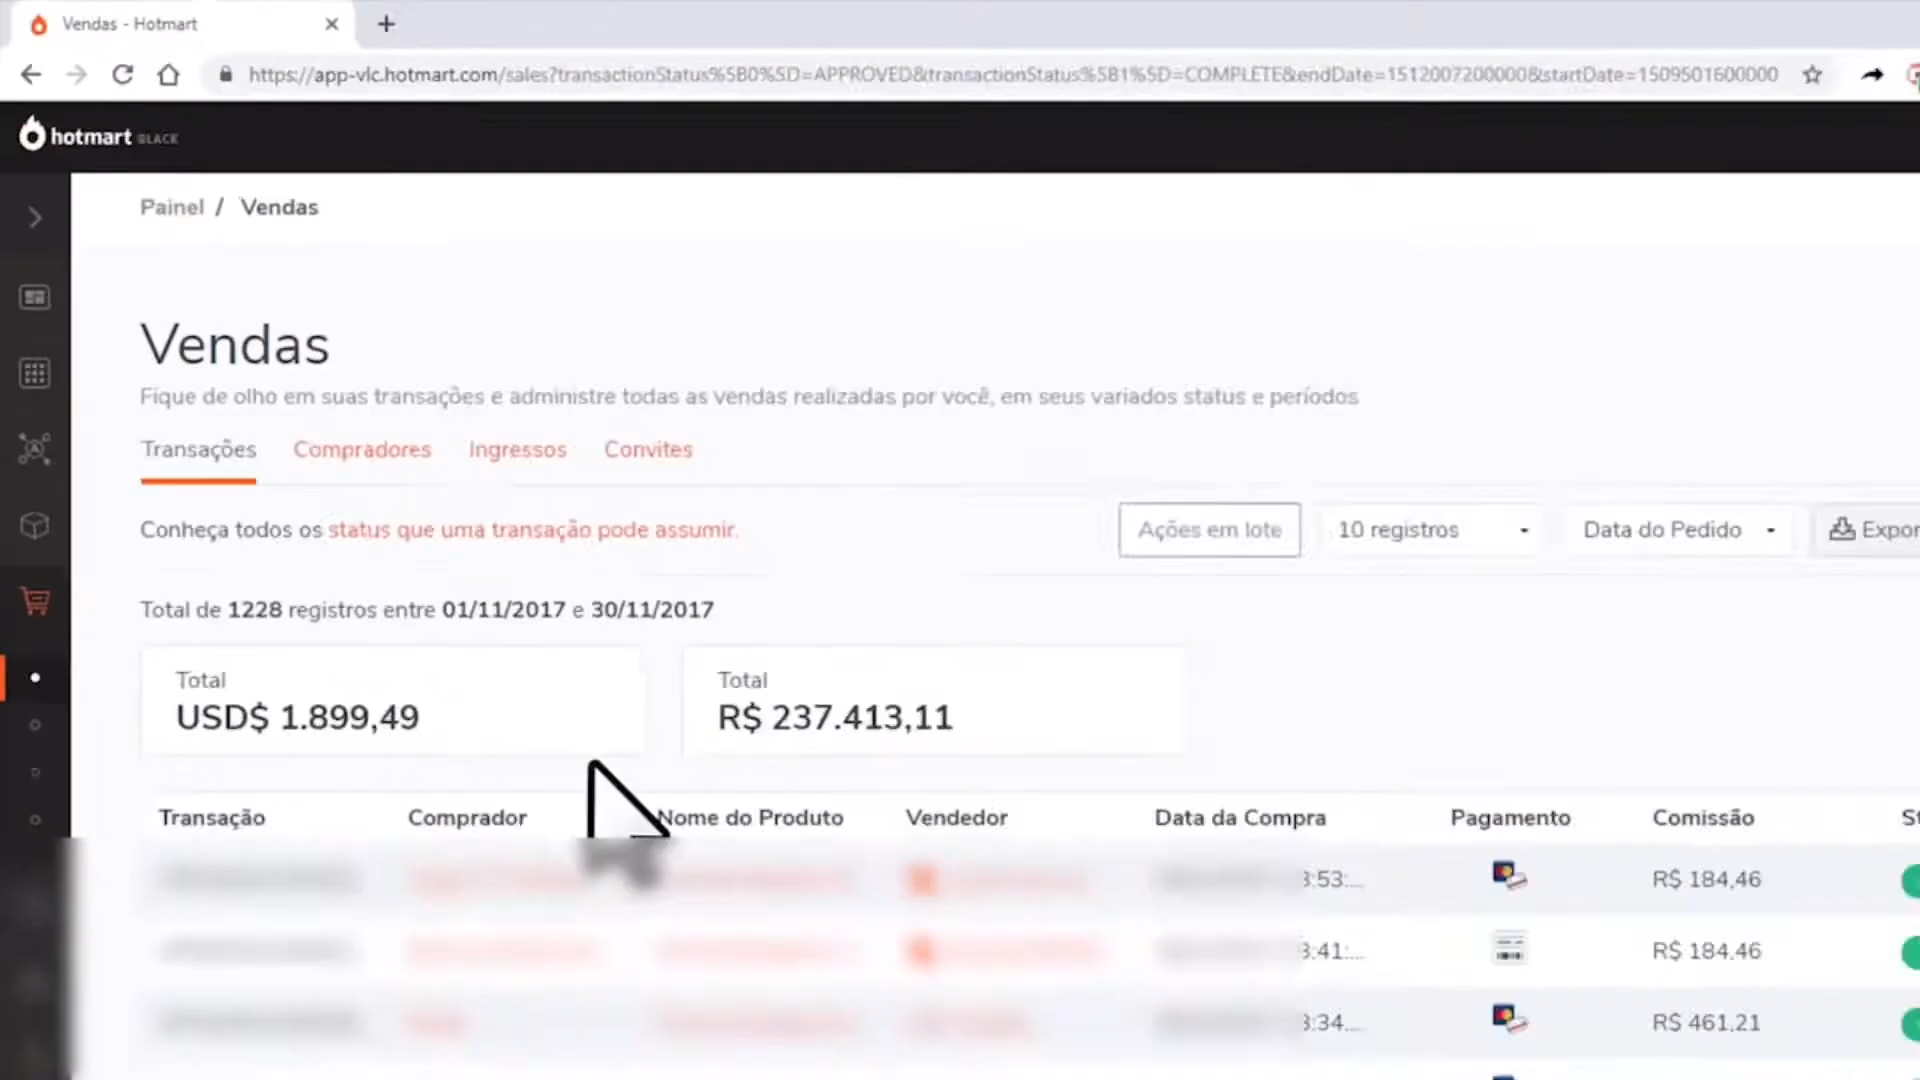 Vendas - Hotmart
https://app-vlc.hotmart.com/sales?transactionStatus%5B0%5D=APPROVED&transactionStatus%5B1%5D=COMPLETE&endDate=1512007200000&startDate=1509501600000
hotmart BLACK
Painel / Vendas
Vendas
Fique de olho em suas transações e administre todas as vendas realizadas por você, em seus variados status e períodos
Transações Compradores Ingressos Convites
Conheça todos os status que uma transação pode assumir.
Ações em lote 10 registros Data do Pedido Expor
Total de 1228 registros entre 01/11/2017 e 30/11/2017
Total Total
USD$ 1.899,49 R$ 237.413,11
Transação Comprador Nome do Produto Vendedor Data da Compra Pagamento Comissão St
3:53:... R$ 184,46
3:41:... R$ 184,46
3:34... R$ 461,21